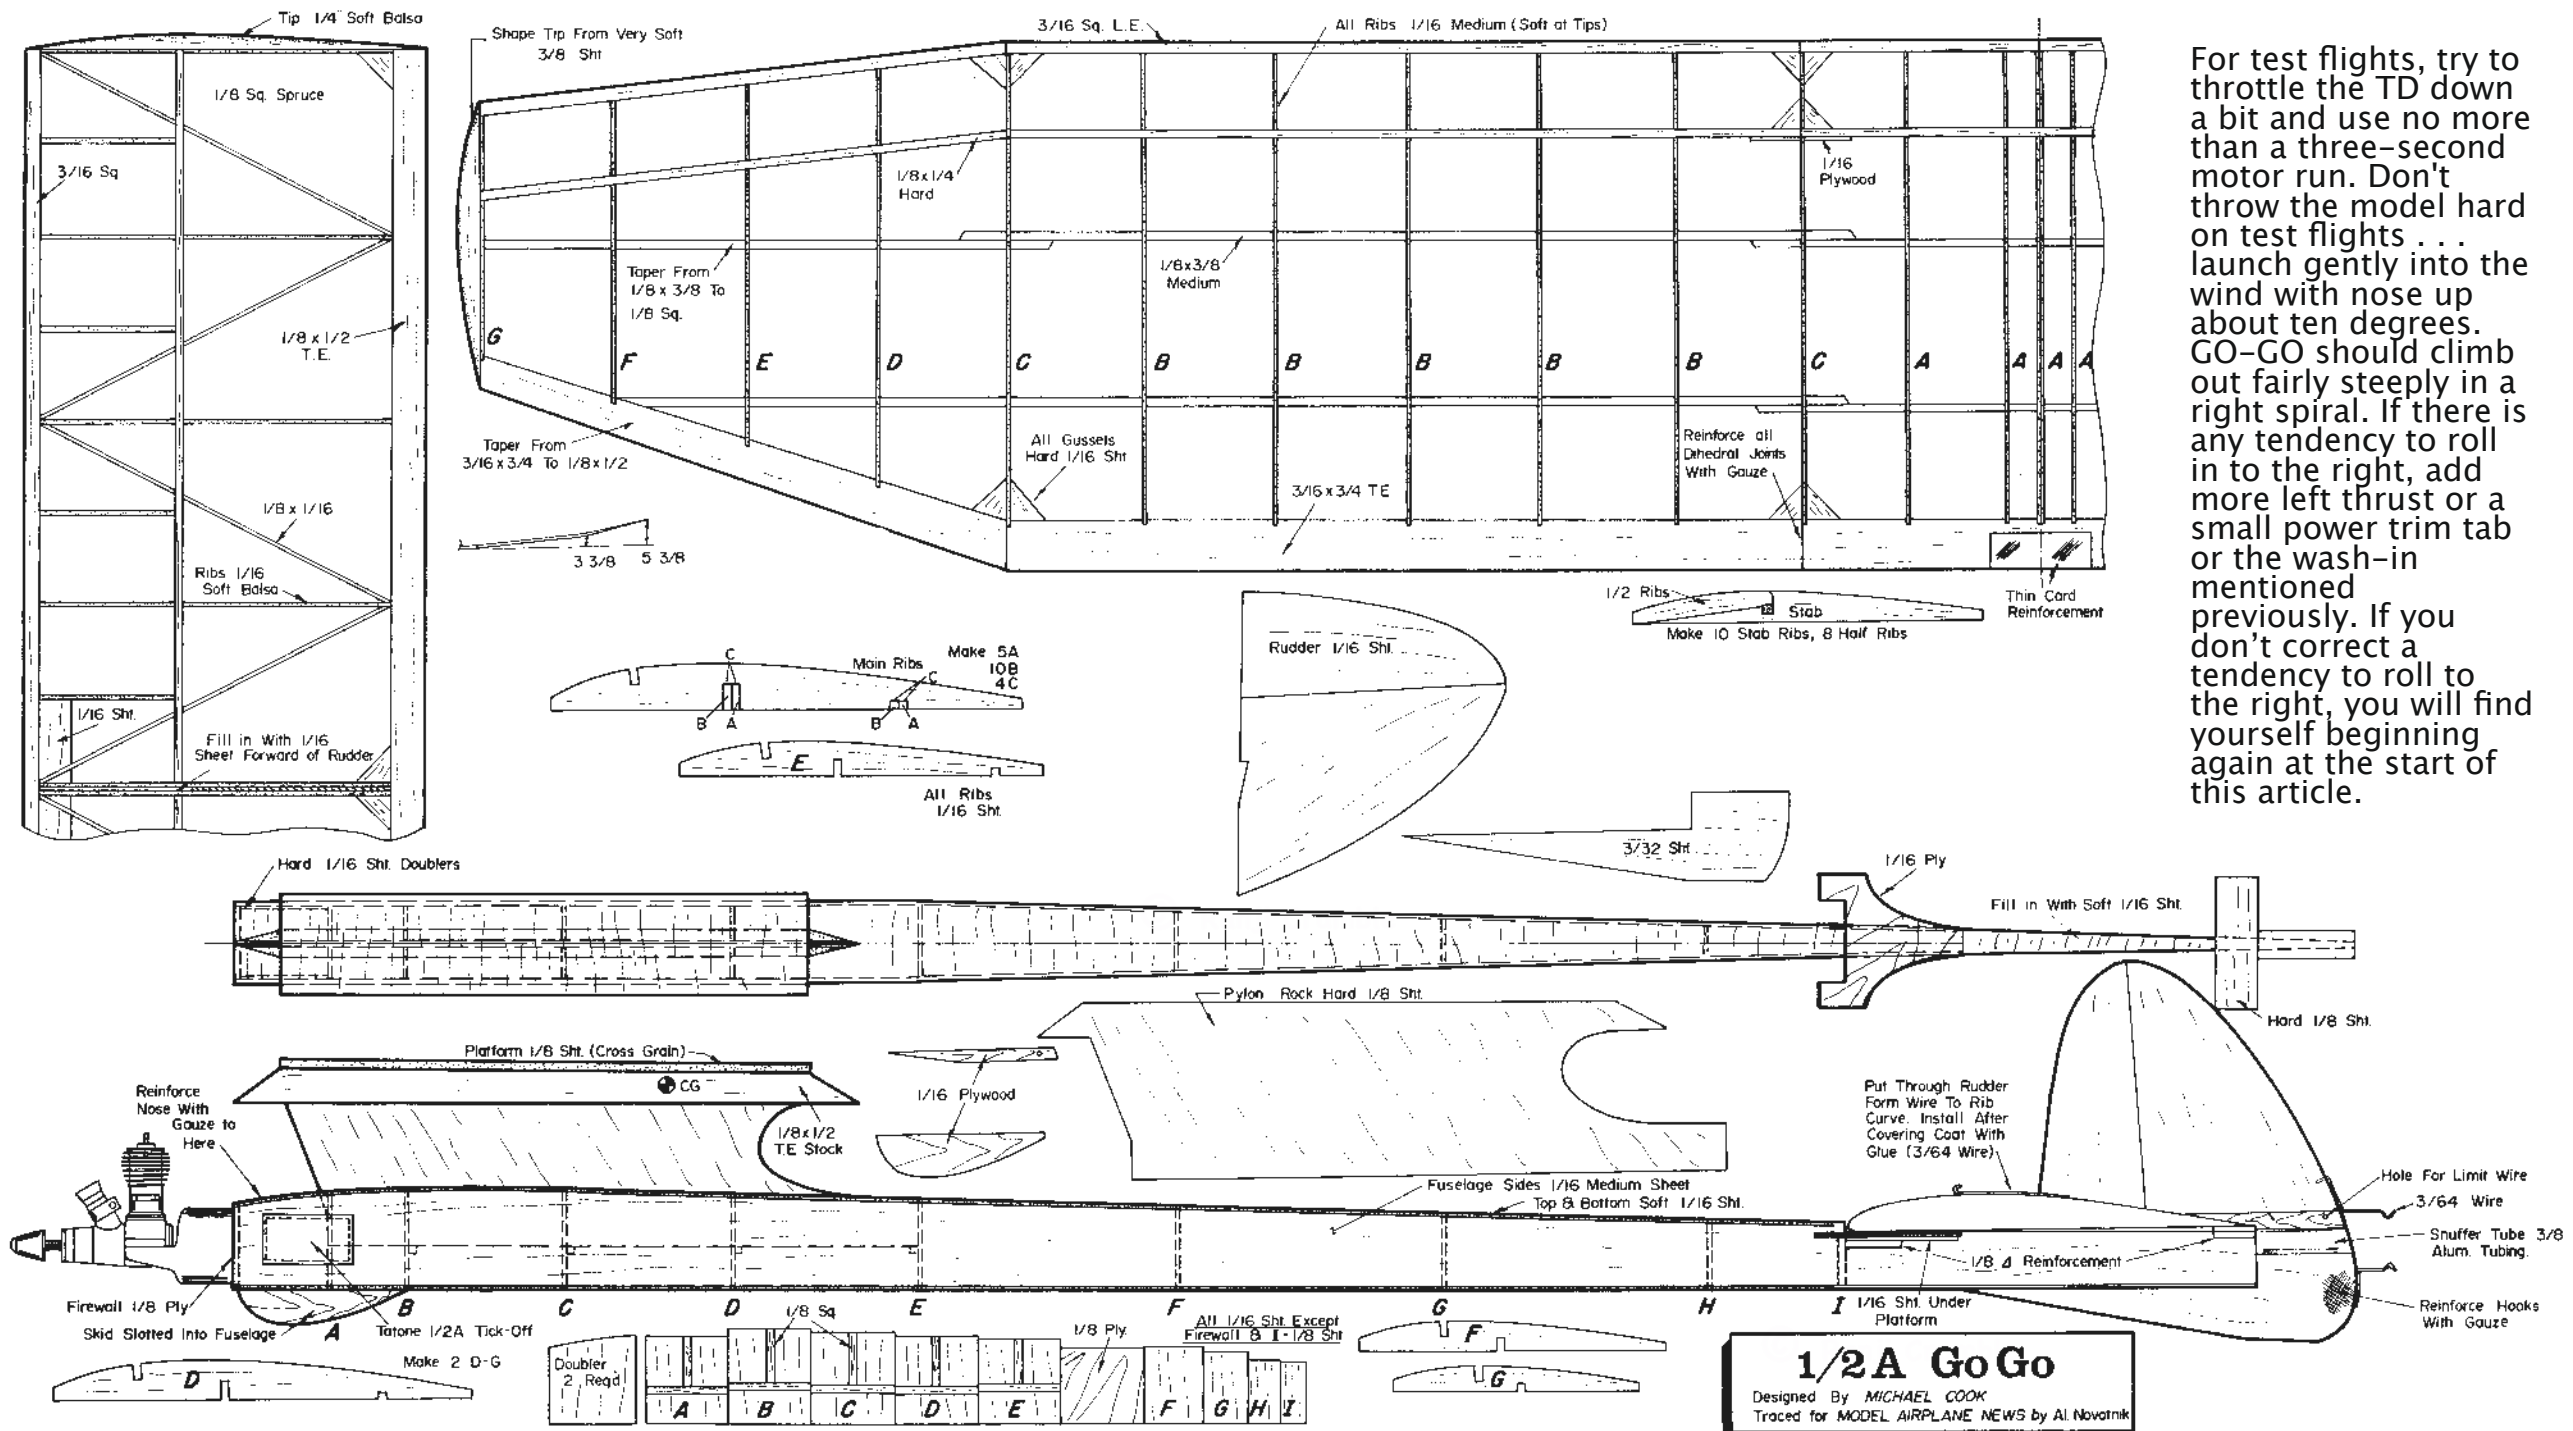 Tip 1/4" Soft Balsa
1/8 Sq. Spruce
3/16 Sq
1/8 x 1/2
T.E.
1/8 x 1/16
Ribs 1/16
Soft Balsa
1/16 Sht.
Fill in With 1/16
Sheet Forward of Rudder
Shape Tip From Very Soft
3/8 Sht
3/16 Sq. L.E.
All Ribs 1/16 Medium (Soft at Tips)
1/8x1/4
Hard
1/16
Plywood
Taper From
1/8 x 3/8 To
1/8 Sq.
1/8x3/8
Medium
G
F
E
D
C
B
B
B
B
B
C
A
A
A
A
Taper From
3/16x3/4 To 1/8x1/2
All Gussels
Hard 1/16 Sht
Reinforce all
Dihedral Joints
With Gauze
3/16x3/4 TE
3 3/8
5 3/8
Thin Card
Reinforcement
1/2 Ribs
Stab
Make 10 Stab Ribs, 8 Half Ribs
Rudder 1/16 Sht.
C
Main Ribs
Make 5A
10B
4C
C
B
A
B
A
E
All Ribs
1/16 Sht.
3/32 Sht.
For test flights, try to
throttle the TD down
a bit and use no more
than a three-second
motor run. Don't
throw the model hard
on test flights . . .
launch gently into the
wind with nose up
about ten degrees.
GO-GO should climb
out fairly steeply in a
right spiral. If there is
any tendency to roll
in to the right, add
more left thrust or a
small power trim tab
or the wash-in
mentioned
previously. If you
don’t correct a
tendency to roll to
the right, you will find
yourself beginning
again at the start of
this article.
Hard 1/16 Sht. Doublers
1/16 Ply
Fill in With Soft 1/16 Sht.
Hard 1/8 Sht.
Pylon Rock Hard 1/8 Sht.
Platform 1/8 Sht. (Cross Grain)
CG
Reinforce
Nose With
Gauze to
Here
1/16 Plywood
1/8x1/2
T.E Stock
Put Through Rudder
Form Wire To Rib
Curve. Install After
Covering Coat With
Glue (3/64 Wire)
Fuselage Sides 1/16 Medium Sheet
Top & Bottom Soft 1/16 Sht.
Hole For Limit Wire
3/64 Wire
Snuffer Tube 3/8
Alum. Tubing.
1/8 Δ Reinforcement
Firewall 1/8 Ply
Skid Slotted Into Fuselage
A
B
C
D
E
F
G
H
I
Tatone 1/2A Tick-Off
1/16 Sht. Under
Platform
Reinforce Hooks
With Gauze
Make 2 D-G
D
1/8 Sq
1/8 Ply.
All 1/16 Sht. Except
Firewall & I-1/8 Sht
Doubler
2 Reqd
A
B
C
D
E
F
G
H
I
F
G
1/2A GoGo
Designed By MICHAEL COOK
Traced for MODEL AIRPLANE NEWS by Al. Novotnik